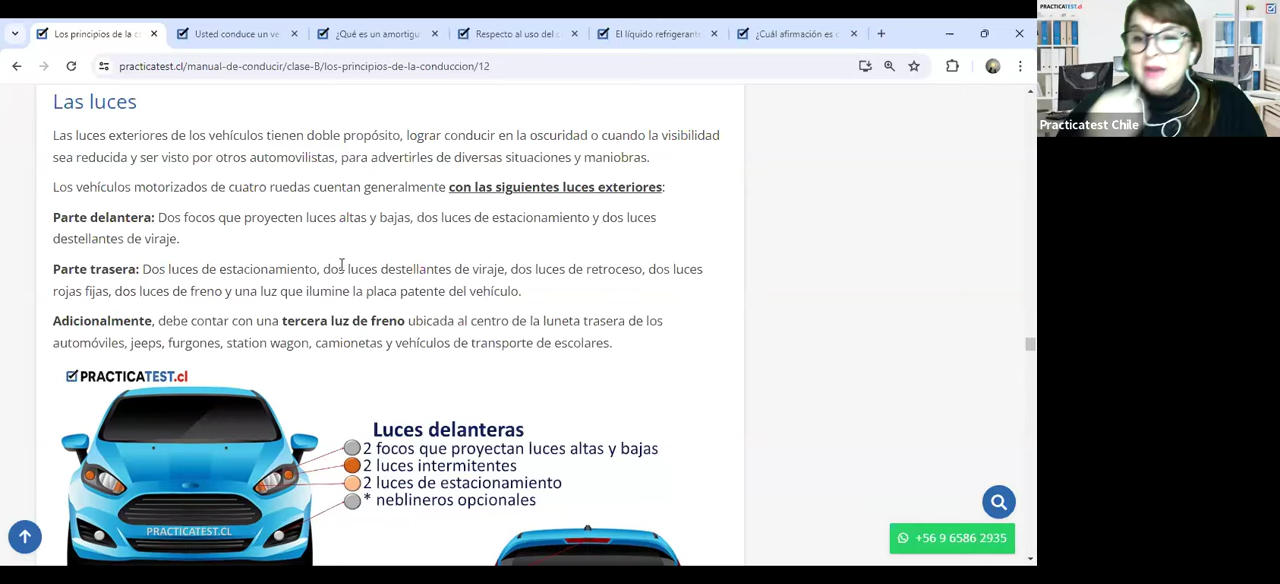 Los principios de la c
Usted conduce un ve
¿Qué es un amortigu
Respecto al uso del c
El líquido refrigerant
¿Cuál afirmación es c
practicatest.cl/manual-de-conducir/clase-B/los-principios-de-la-conduccion/12
PRACTICATEST.cl
Practicatest Chile
Las luces
Las luces exteriores de los vehículos tienen doble propósito, lograr conducir en la oscuridad o cuando la visibilidad
sea reducida y ser visto por otros automovilistas, para advertirles de diversas situaciones y maniobras.
Los vehículos motorizados de cuatro ruedas cuentan generalmente con las siguientes luces exteriores:
Parte delantera: Dos focos que proyecten luces altas y bajas, dos luces de estacionamiento y dos luces
destellantes de viraje.
Parte trasera: Dos luces de estacionamiento, dos luces destellantes de viraje, dos luces de retroceso, dos luces
rojas fijas, dos luces de freno y una luz que ilumine la placa patente del vehículo.
Adicionalmente, debe contar con una tercera luz de freno ubicada al centro de la luneta trasera de los
automóviles, jeeps, furgones, station wagon, camionetas y vehículos de transporte de escolares.
PRACTICATEST.cl
Luces delanteras
2 focos que proyectan luces altas y bajas
2 luces intermitentes
2 luces de estacionamiento
* neblineros opcionales
PRACTICATEST.CL
+56 9 6586 2935